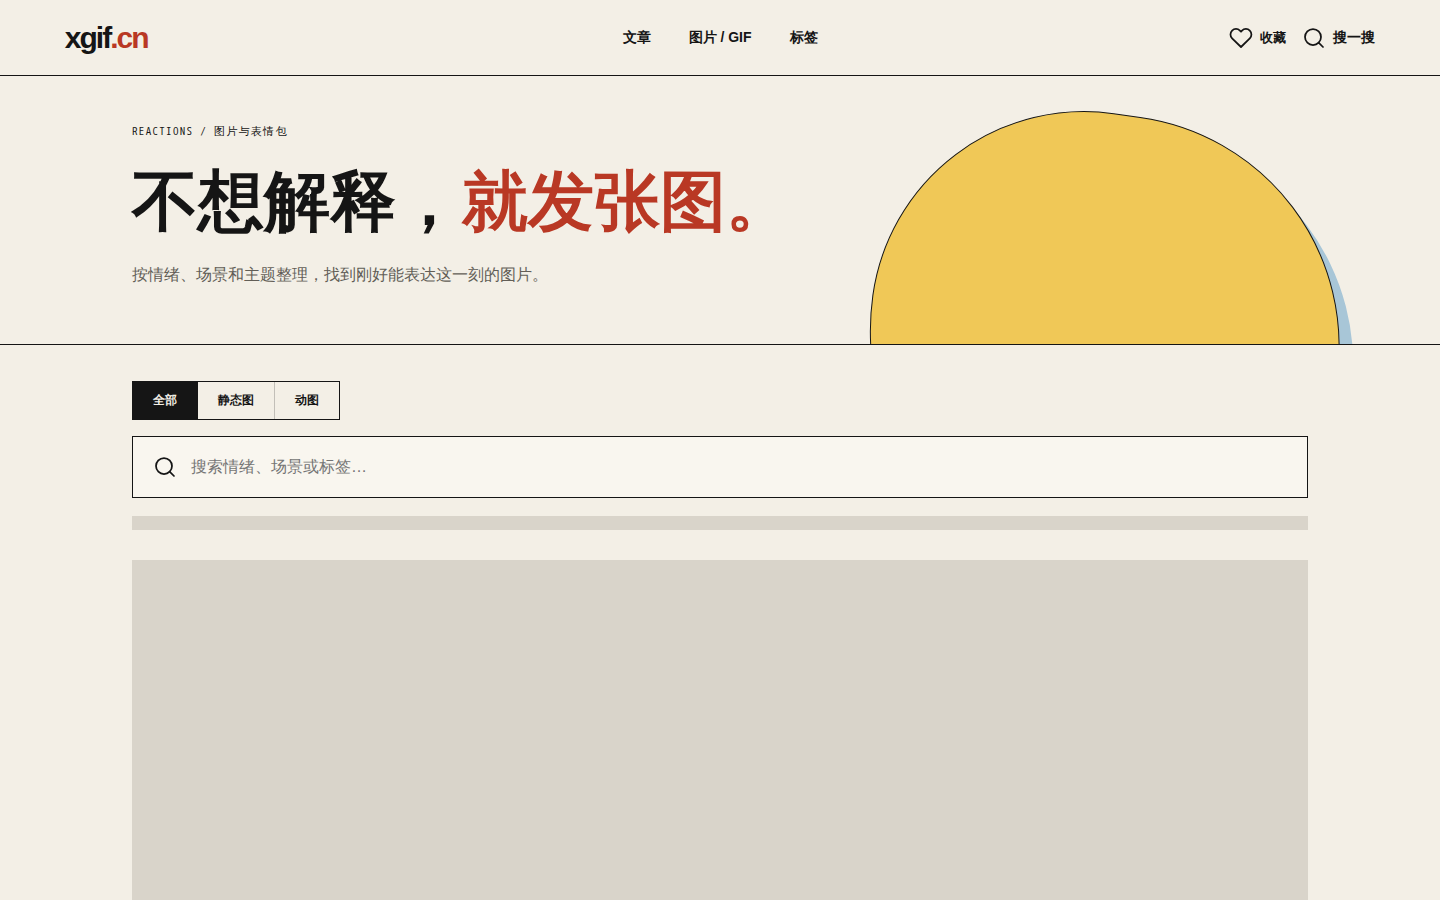 xgif.cn
文章
图片 / GIF
标签
收藏
搜一搜
REACTIONS / 图片与表情包
不想解释，就发张图。
按情绪、场景和主题整理，找到刚好能表达这一刻的图片。
全部
静态图
动图
搜索情绪、场景或标签…